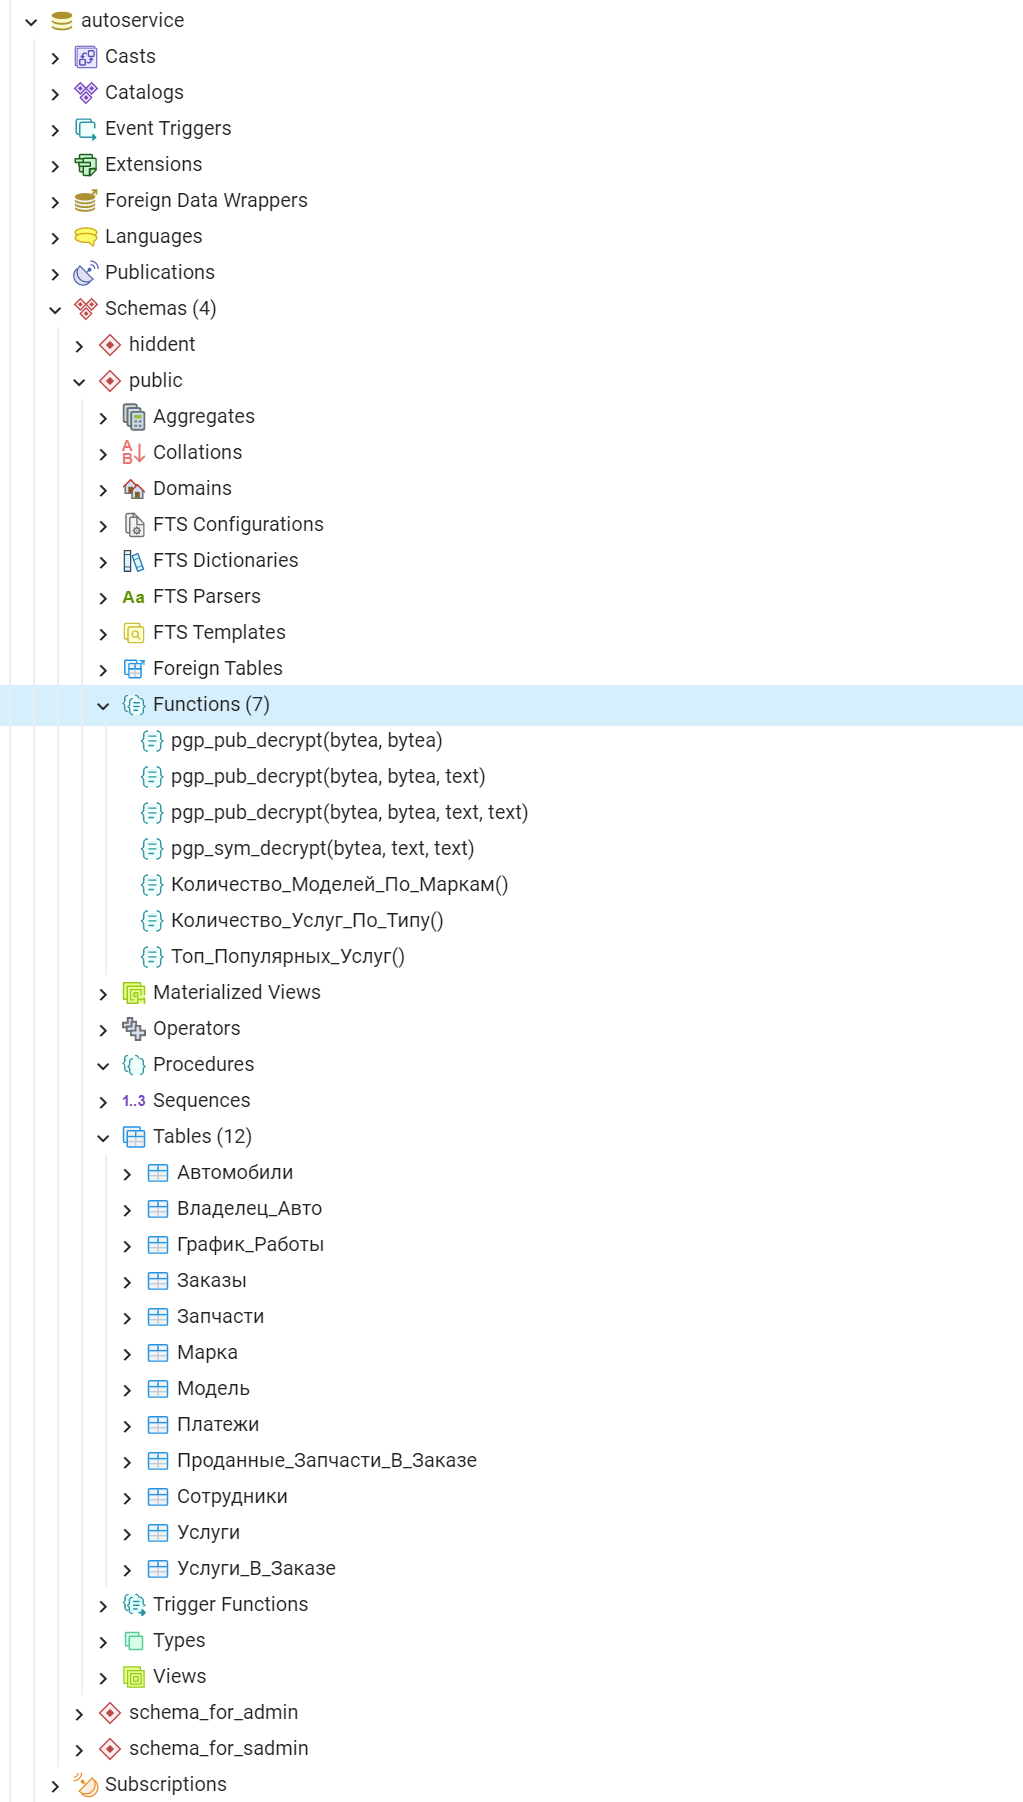 autoservice
Casts
Catalogs
Event Triggers
Extensions
Foreign Data Wrappers
Languages
Publications
Schemas (4)
hiddent
public
Aggregates
Collations
Domains
FTS Configurations
FTS Dictionaries
Aa FTS Parsers
FTS Templates
Foreign Tables
Functions (7)
pgp_pub_decrypt(bytea, bytea)
pgp_pub_decrypt(bytea, bytea, text)
pgp_pub_decrypt(bytea, bytea, text, text)
pgp_sym_decrypt(bytea, text, text)
Количество_Моделей_По_Маркам()
Количество_Услуг_По_Типу()
Топ_Популярных_Услуг()
Materialized Views
Operators
Procedures
1..3 Sequences
Tables (12)
Автомобили
Владелец_Авто
График_Работы
Заказы
Запчасти
Марка
Модель
Платежи
Проданные_Запчасти_В_Заказе
Сотрудники
Услуги
Услуги_В_Заказе
Trigger Functions
Types
Views
schema_for_admin
schema_for_sadmin
Subscriptions